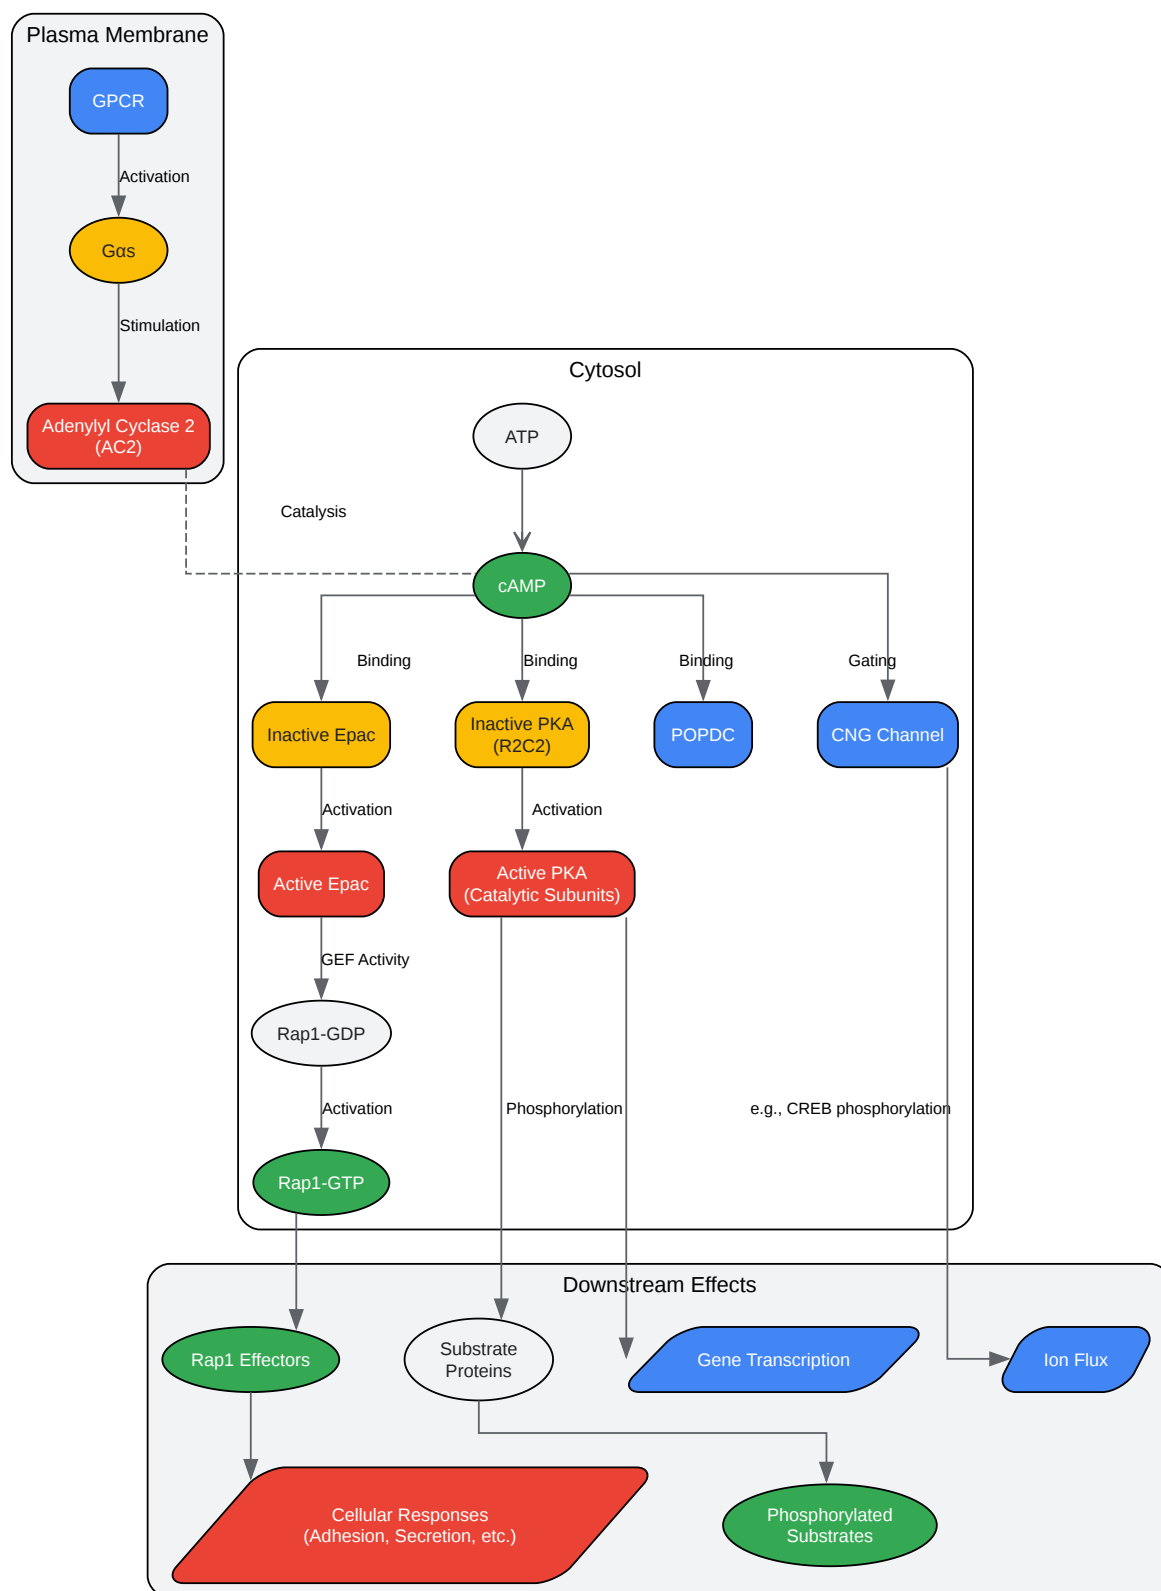 Plasma Membrane
GPCR
Activation
Gαs
Stimulation
Adenylyl Cyclase 2
(AC2)
Cytosol
ATP
Catalysis
cAMP
Binding
Binding
Binding
Gating
Inactive Epac
Inactive PKA
(R2C2)
POPDC
CNG Channel
Activation
Activation
Active Epac
Active PKA
(Catalytic Subunits)
GEF Activity
Rap1-GDP
Activation
Phosphorylation
e.g., CREB phosphorylation
Rap1-GTP
Downstream Effects
Rap1 Effectors
Substrate
Proteins
Gene Transcription
Ion Flux
Cellular Responses
(Adhesion, Secretion, etc.)
Phosphorylated
Substrates